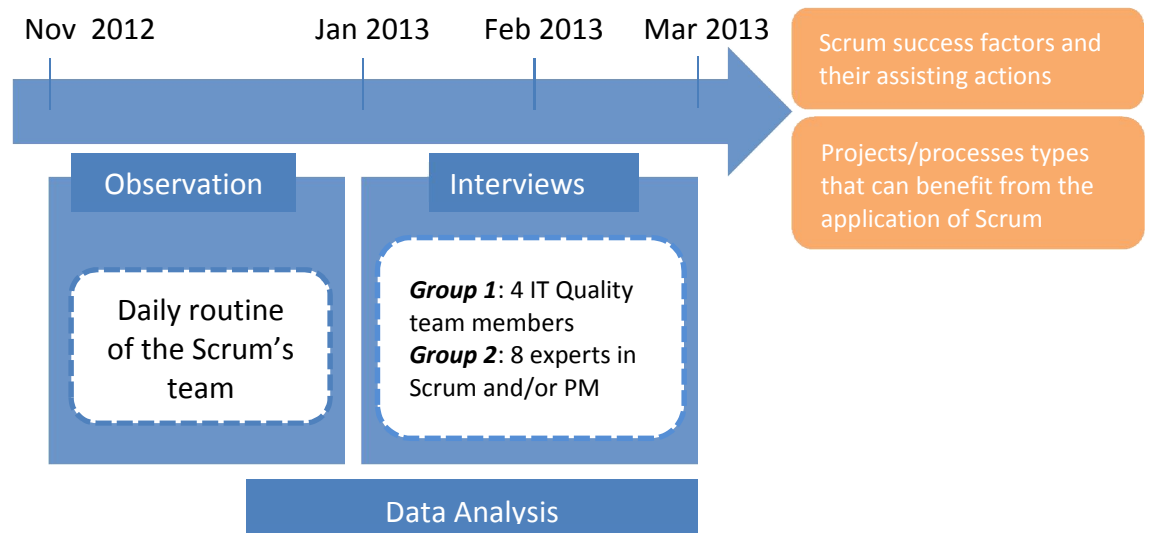 Nov  2012
Jan 2013
Feb 2013
Mar 2013
Scrum success factors and
their assisting actions
Projects/processes types
that can benefit from the
application of Scrum
Observation
Interviews
Daily routine
of the Scrum’s
team
Group 1: 4 IT Quality
team members
Group 2: 8 experts in
Scrum and/or PM
Data Analysis